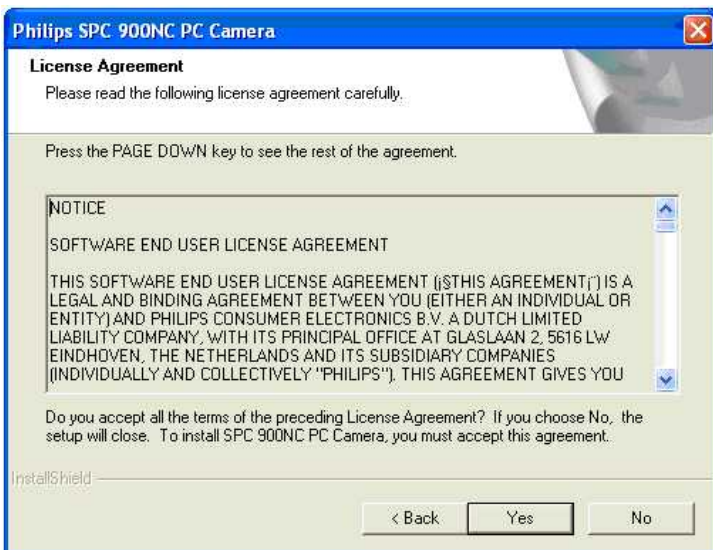 Philips SPC 900NC PC Camera
License Agreement
Please read the following license agreement carefully.
Press the PAGE DOWN key to see the rest of the agreement.
NOTICE
SOFTWARE END USER LICENSE AGREEMENT
THIS SOFTWARE END USER LICENSE AGREEMENT (¡§THIS AGREEMENT¡¨) IS A
LEGAL AND BINDING AGREEMENT BETWEEN YOU (EITHER AN INDIVIDUAL OR
ENTITY) AND PHILIPS CONSUMER ELECTRONICS B.V. A DUTCH LIMITED
LIABILITY COMPANY, WITH ITS PRINCIPAL OFFICE AT GLASLAAN 2, 5616 LW
EINDHOVEN, THE NETHERLANDS AND ITS SUBSIDIARY COMPANIES
(INDIVIDUALLY AND COLLECTIVELY "PHILIPS"). THIS AGREEMENT GIVES YOU
Do you accept all the terms of the preceding License Agreement? If you choose No, the
setup will close. To install SPC 900NC PC Camera, you must accept this agreement.
InstallShield
< Back Yes No